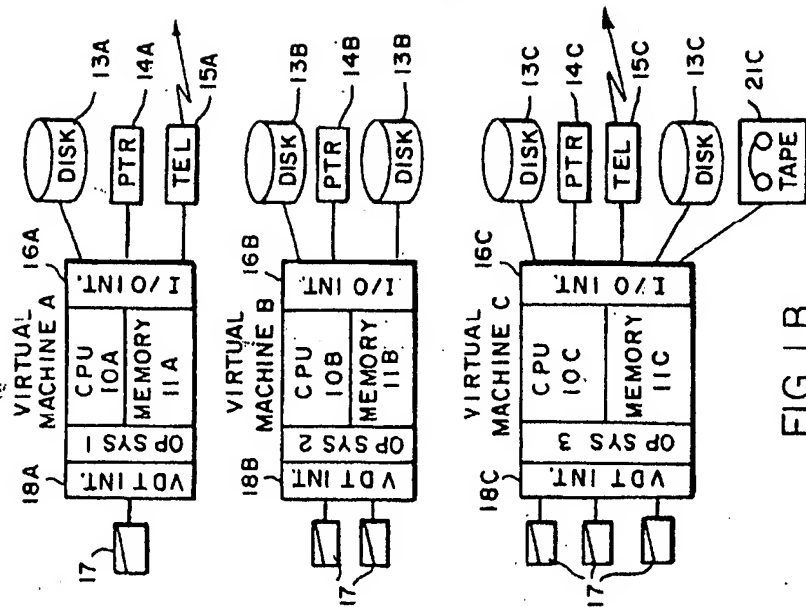 VIRTUAL
MACHINE A
18A
16A
13A
14A
15A
17
VDT INT.
OP SYS 1
CPU
10A
MEMORY
11A
I/O INT.
DISK
PTR
TEL
VIRTUAL
MACHINE B
18B
16B
13B
14B
13B
17
VDT INT.
OP SYS 2
CPU
10B
MEMORY
11B
I/O INT.
DISK
PTR
DISK
VIRTUAL
MACHINE C
18C
16C
13C
14C
15C
13C
21C
17
VDT INT.
OP SYS 3
CPU
10C
MEMORY
11C
I/O INT.
DISK
PTR
TEL
DISK
TAPE
FIG. 1B